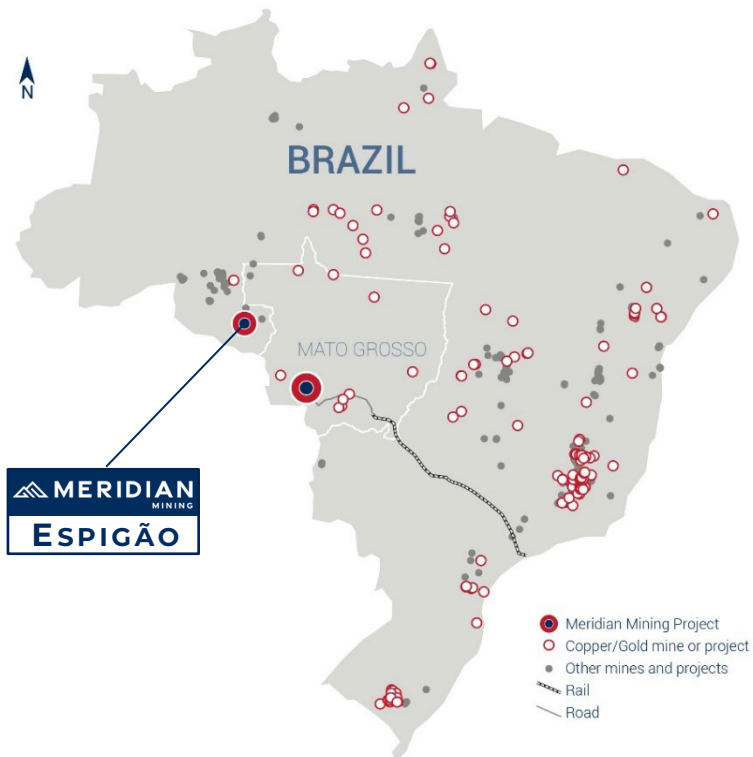 N
BRAZIL
MATO GROSSO
MERIDIAN
MINING
ESPIGÃO
Meridian Mining Project
Copper/Gold mine or project
Other mines and projects
Rail
Road